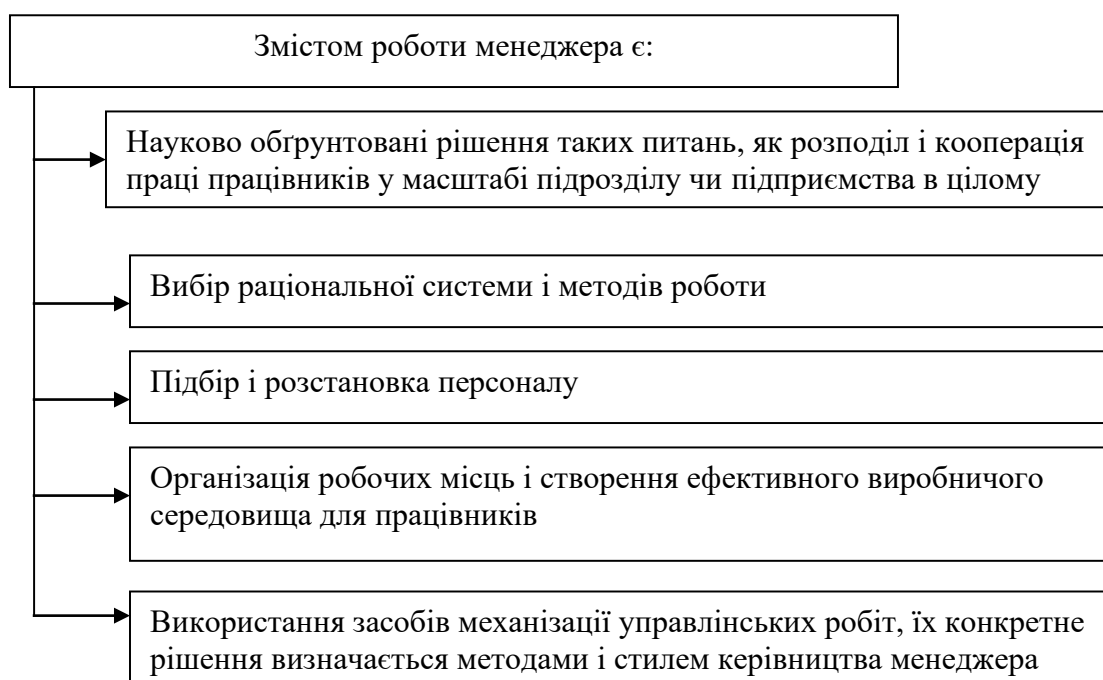 Змістом роботи менеджера є:
Науково обґрунтовані рішення таких питань, як розподіл і кооперація
праці працівників у масштабі підрозділу чи підприємства в цілому
Вибір раціональної системи і методів роботи
Підбір і розстановка персоналу
Організація робочих місць і створення ефективного виробничого
середовища для працівників
Використання засобів механізації управлінських робіт, їх конкретне
рішення визначається методами і стилем керівництва менеджера